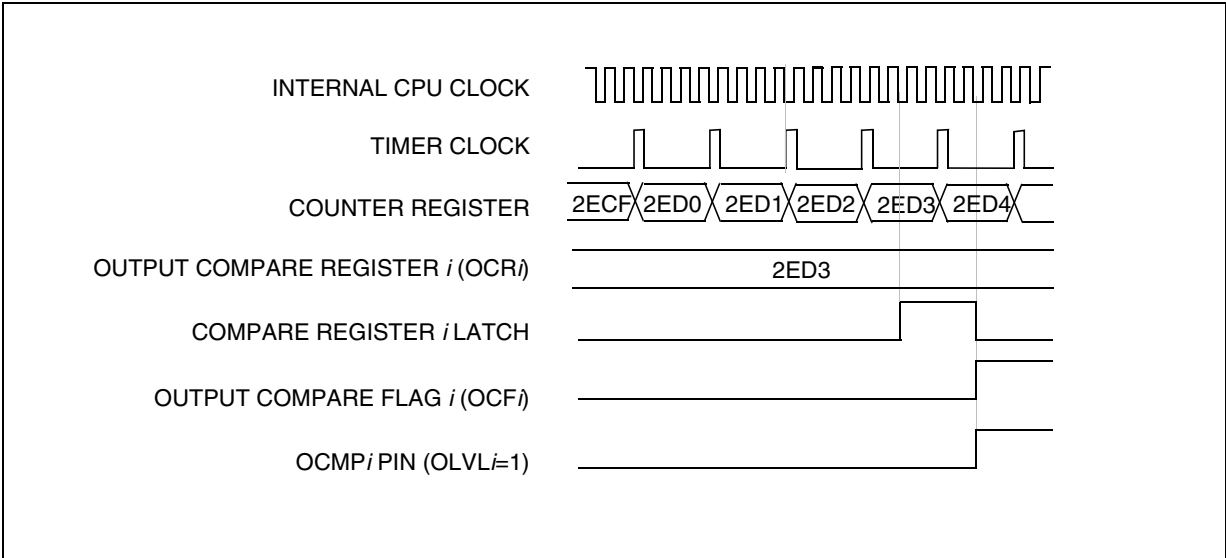 INTERNAL CPU CLOCK
TIMER CLOCK
COUNTER REGISTER 2ECF 2ED0 2ED1 2ED2 2ED3 2ED4
OUTPUT COMPARE REGISTER i (OCRi) 2ED3
COMPARE REGISTER i LATCH
OUTPUT COMPARE FLAG i (OCFi)
OCMPi PIN (OLVLi=1)